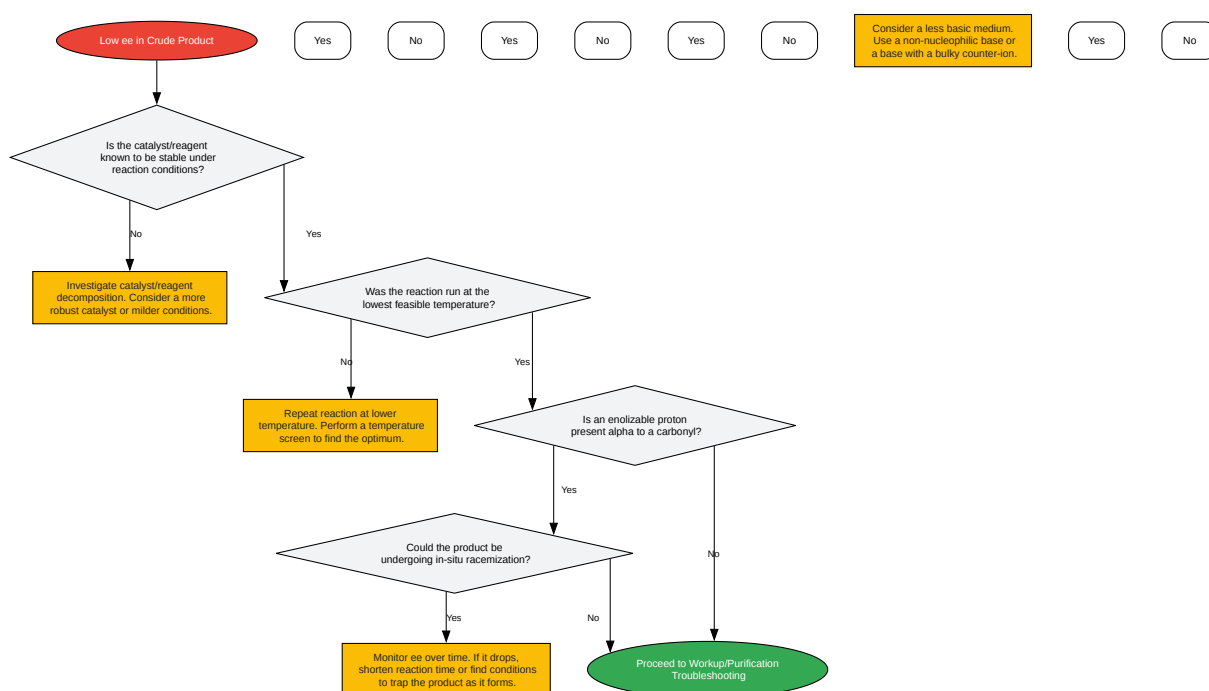 Low ee in Crude Product
Yes
No
Yes
No
Yes
No
Consider a less basic medium.
Use a non-nucleophilic base or
a base with a bulky counter-ion.
Yes
No
Is the catalyst/reagent
known to be stable under
reaction conditions?
No
Yes
Investigate catalyst/reagent
decomposition. Consider a more
robust catalyst or milder conditions.
Was the reaction run at the
lowest feasible temperature?
No
Yes
Repeat reaction at lower
temperature. Perform a temperature
screen to find the optimum.
Is an enolizable proton
present alpha to a carbonyl?
Yes
No
Could the product be
undergoing in-situ racemization?
Yes
No
Monitor ee over time. If it drops,
shorten reaction time or find conditions
to trap the product as it forms.
Proceed to Workup/Purification
Troubleshooting